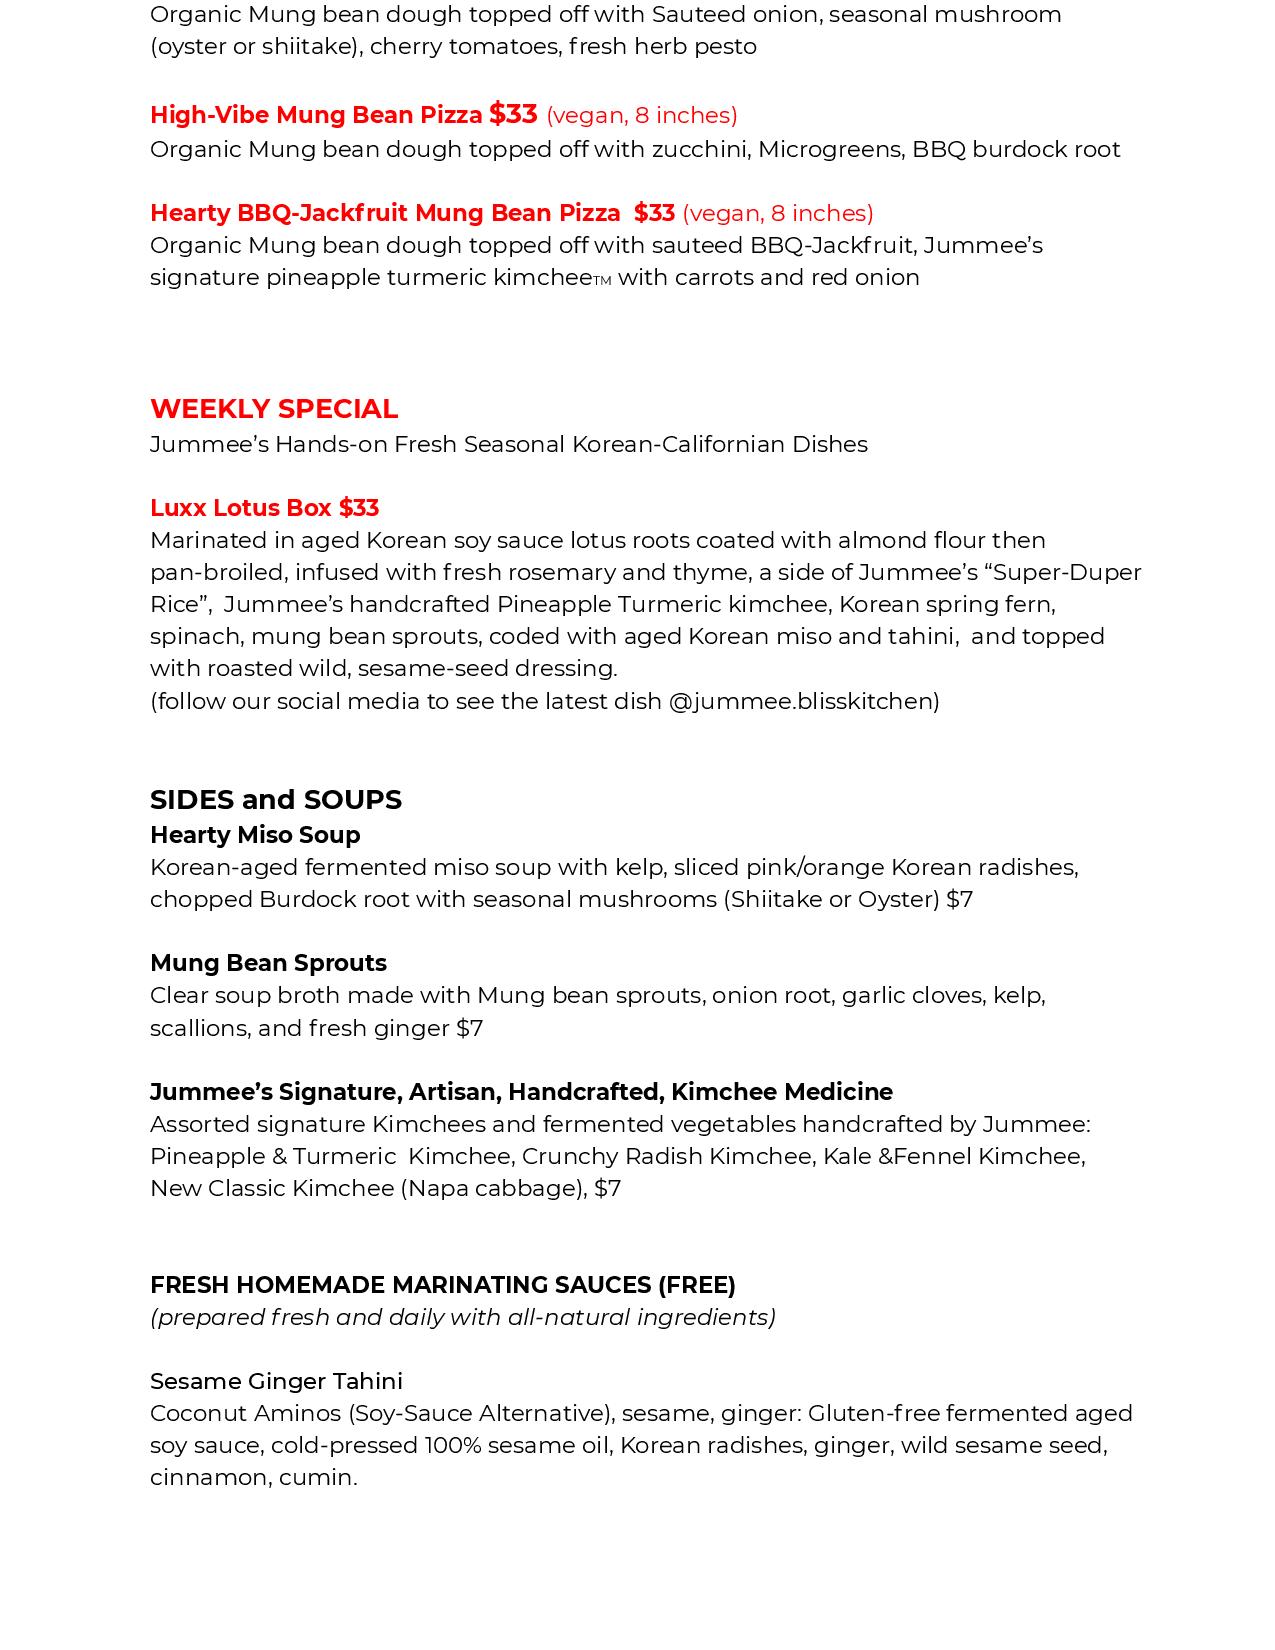 Organic Mung bean dough topped off with Sauteed onion, seasonal mushroom
(oyster or shiitake), cherry tomatoes, fresh herb pesto
High-Vibe Mung Bean Pizza $33 (vegan, 8 inches)
Organic Mung bean dough topped off with zucchini, Microgreens, BBQ burdock root
Hearty BBQ-Jackfruit Mung Bean Pizza  $33 (vegan, 8 inches)
Organic Mung bean dough topped off with sauteed BBQ-Jackfruit, Jummee’s
signature pineapple turmeric kimchee™ with carrots and red onion
WEEKLY SPECIAL
Jummee’s Hands-on Fresh Seasonal Korean-Californian Dishes
Luxx Lotus Box $33
Marinated in aged Korean soy sauce lotus roots coated with almond flour then
pan-broiled, infused with fresh rosemary and thyme, a side of Jummee’s “Super-Duper
Rice”,  Jummee’s handcrafted Pineapple Turmeric kimchee, Korean spring fern,
spinach, mung bean sprouts, coded with aged Korean miso and tahini,  and topped
with roasted wild, sesame-seed dressing.
(follow our social media to see the latest dish @jummee.blisskitchen)
SIDES and SOUPS
Hearty Miso Soup
Korean-aged fermented miso soup with kelp, sliced pink/orange Korean radishes,
chopped Burdock root with seasonal mushrooms (Shiitake or Oyster) $7
Mung Bean Sprouts
Clear soup broth made with Mung bean sprouts, onion root, garlic cloves, kelp,
scallions, and fresh ginger $7
Jummee’s Signature, Artisan, Handcrafted, Kimchee Medicine
Assorted signature Kimchees and fermented vegetables handcrafted by Jummee:
Pineapple & Turmeric  Kimchee, Crunchy Radish Kimchee, Kale &Fennel Kimchee,
New Classic Kimchee (Napa cabbage), $7
FRESH HOMEMADE MARINATING SAUCES (FREE)
(prepared fresh and daily with all-natural ingredients)
Sesame Ginger Tahini
Coconut Aminos (Soy-Sauce Alternative), sesame, ginger: Gluten-free fermented aged
soy sauce, cold-pressed 100% sesame oil, Korean radishes, ginger, wild sesame seed,
cinnamon, cumin.